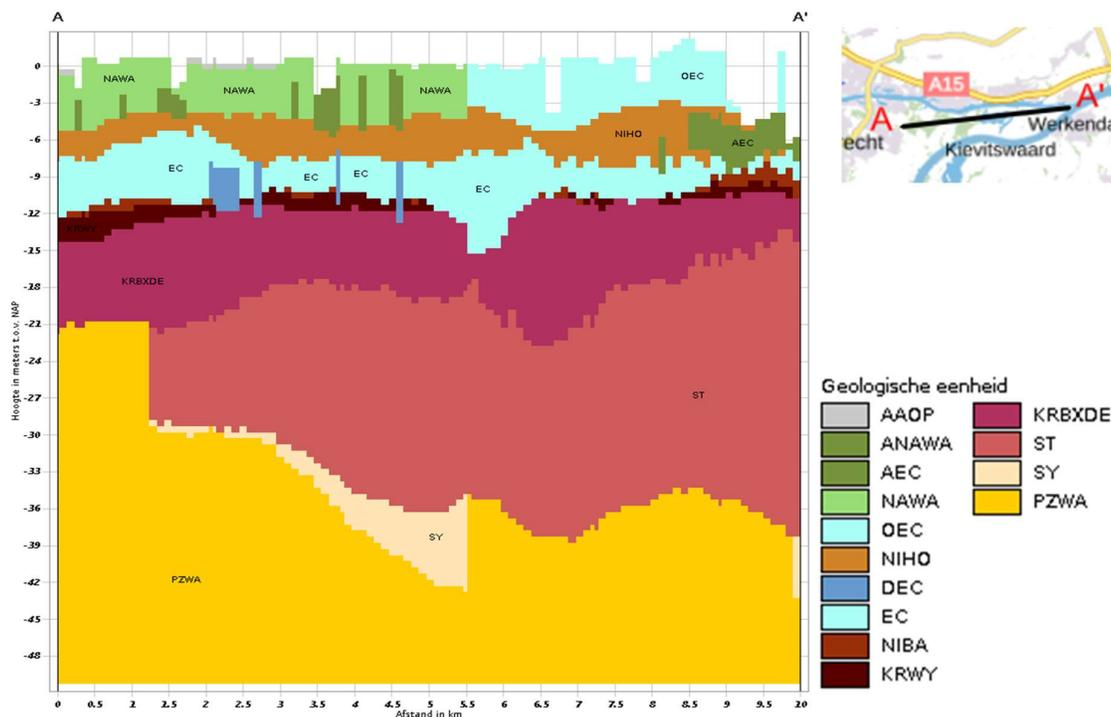 A
A'
0
-3
-6
-9
-12
-15
-18
-21
-24
-27
-30
-33
-36
-39
-42
-45
-48
Hoogte in meters t.o.v. NAP
NAWA
NAWA
NAWA
OEC
NIHO
AEC
EC
EC
EC
EC
KRWY
KRBXDE
ST
SY
PZWA
0 0.5 1 1.5 2 2.5 3 3.5 4 4.5 5 5.5 6 6.5 7 7.5 8 8.5 9 9.5 10
Afstand in km
A15
A
A'
echt
Werkenda
Kievitswaard
Geologische eenheid
AAOP
ANAWA
AEC
NAWA
OEC
NIHO
DEC
EC
NIBA
KRWY
KRBXDE
ST
SY
PZWA